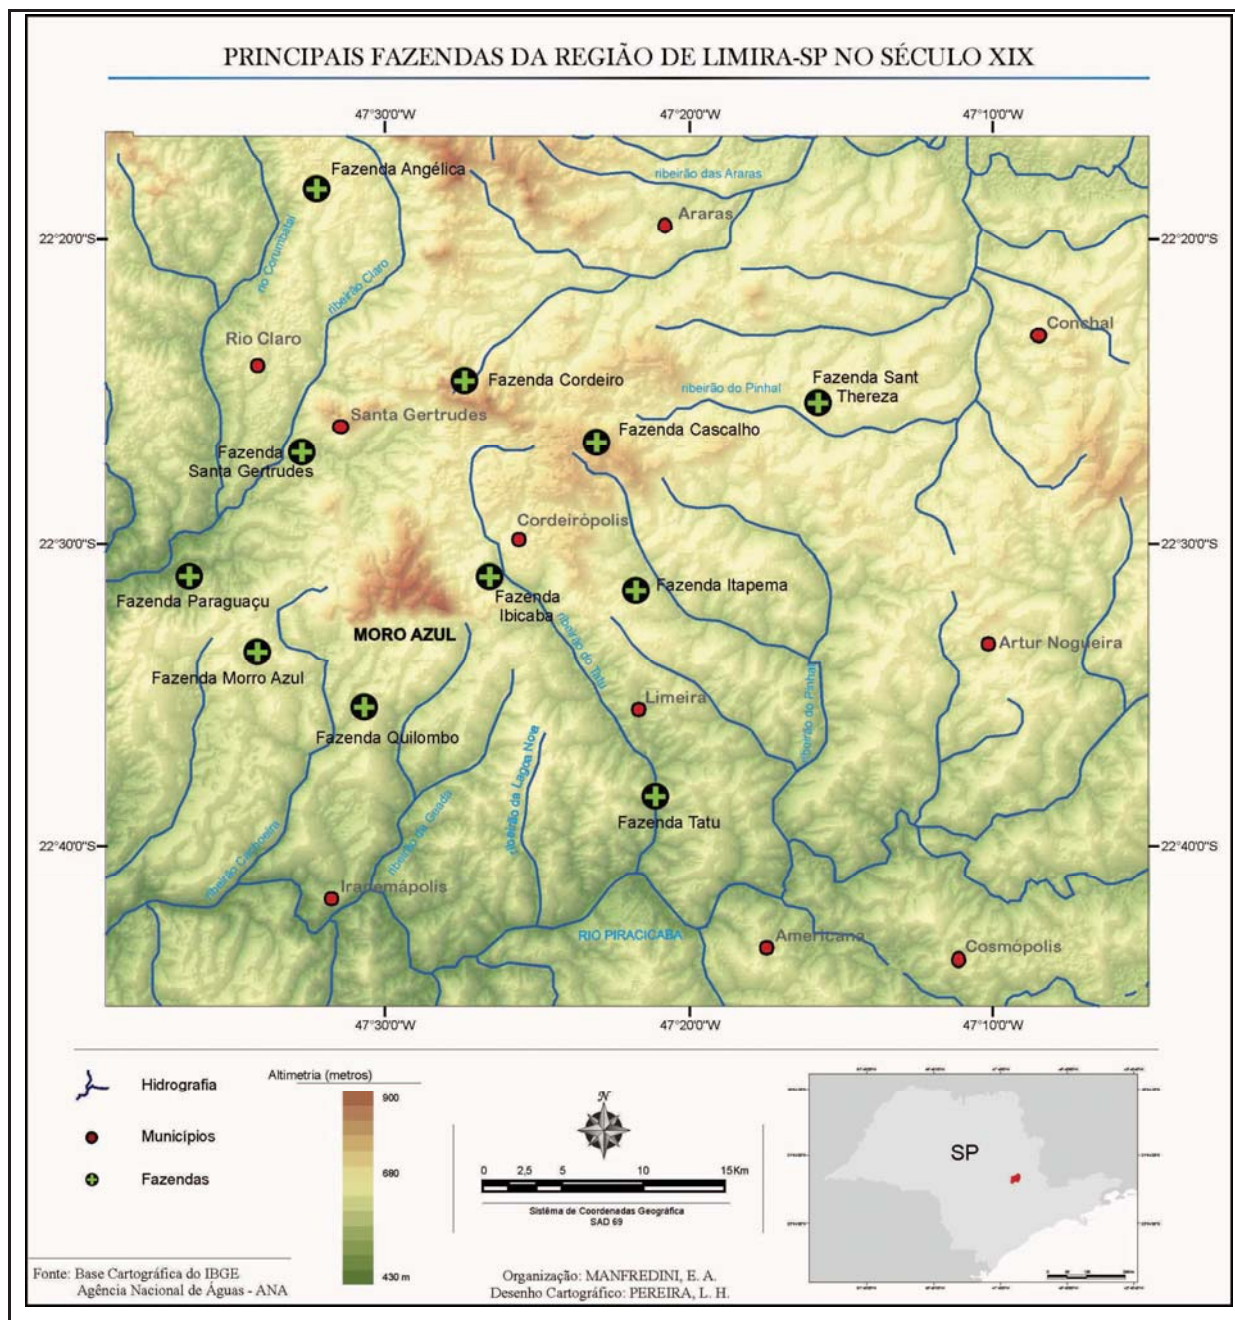 PRINCIPAIS FAZENDAS DA REGIÃO DE LIMIRA-SP NO SÉCULO XIX
47°30'0"W
47°20'0"W
47°10'0"W
Fazenda Angélica
ribeirão das Araras
Araras
22°20'0"S
22°20'0"S
rio Corumbataí
ribeirão Claro
Rio Claro
Conchal
Fazenda Cordeiro
ribeirão do Pinhal
Fazenda Sant
Thereza
Santa Gertrudes
Fazenda Cascalho
Fazenda
Santa Gertrudes
Cordeirópolis
22°30'0"S
22°30'0"S
Fazenda Paraguaçu
Fazenda
Ibicaba
Fazenda Itapema
MORO AZUL
ribeirão do Tatu
Artur Nogueira
Fazenda Morro Azul
Limeira
ribeirão do Pinhal
Fazenda Quilombo
ribeirão da Lagoa Nova
Fazenda Tatu
ribeirão Cachoeira
ribeirão da Geada
22°40'0"S
22°40'0"S
Iracemápolis
RIO PIRACICABA
Americana
Cosmópolis
47°30'0"W
47°20'0"W
47°10'0"W
Hidrografia
Municípios
Fazendas
Altimetria (metros)
900
680
430 m
N
0 2,5 5 10 15Km
Sistêma de Coordenadas Geográfica
SAD 69
SP
Fonte: Base Cartográfica do IBGE
Agência Nacional de Águas - ANA
Organização: MANFREDINI, E. A.
Desenho Cartográfico: PEREIRA, L. H.